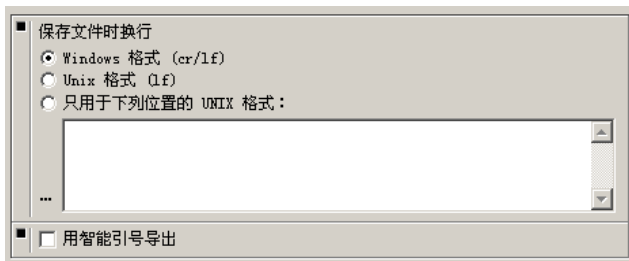 保存文件时换行
Windows 格式 (cr/lf)
Unix 格式 (lf)
只用于下列位置的 UNIX 格式：
...
用智能引号导出